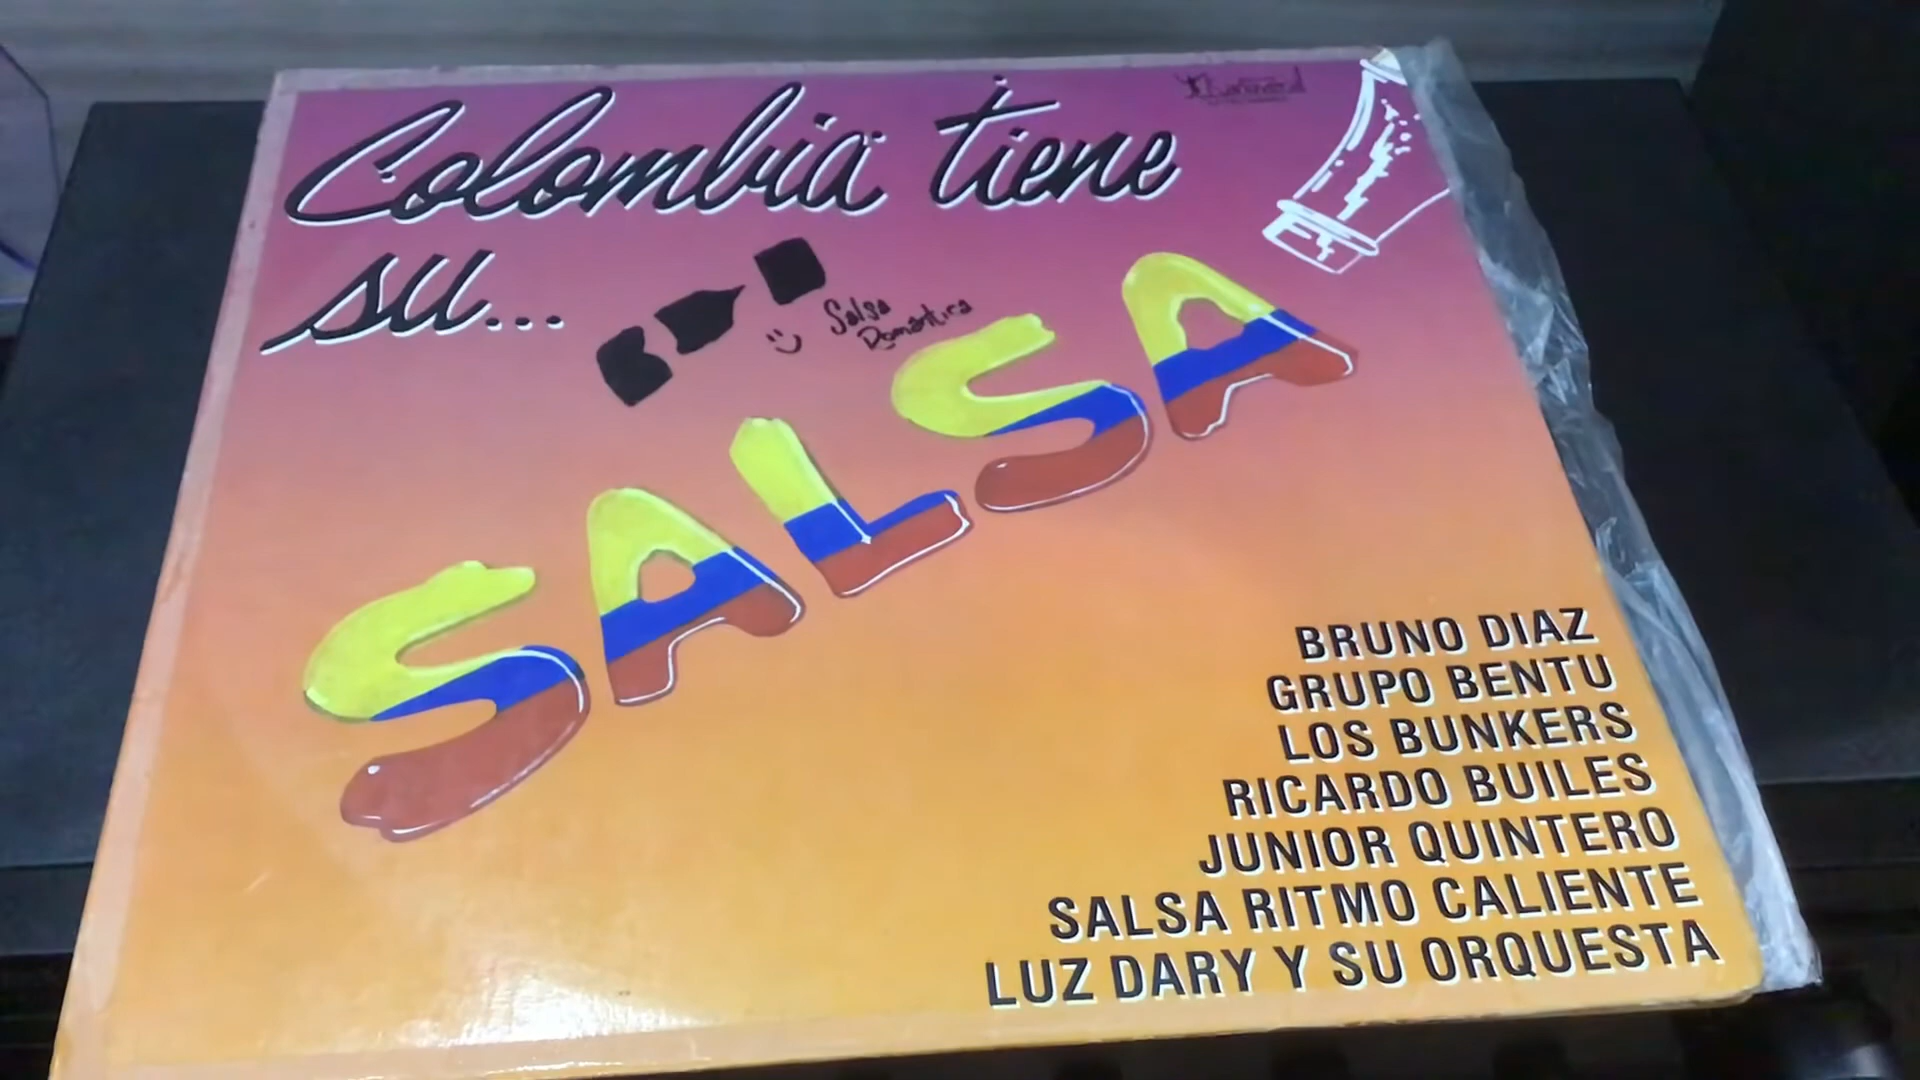 Colombia tiene
su...
Salsa
Romántica
SALSA
BRUNO DIAZ
GRUPO BENTU
LOS BUNKERS
RICARDO BUILES
JUNIOR QUINTERO
SALSA RITMO CALIENTE
LUZ DARY Y SU ORQUESTA